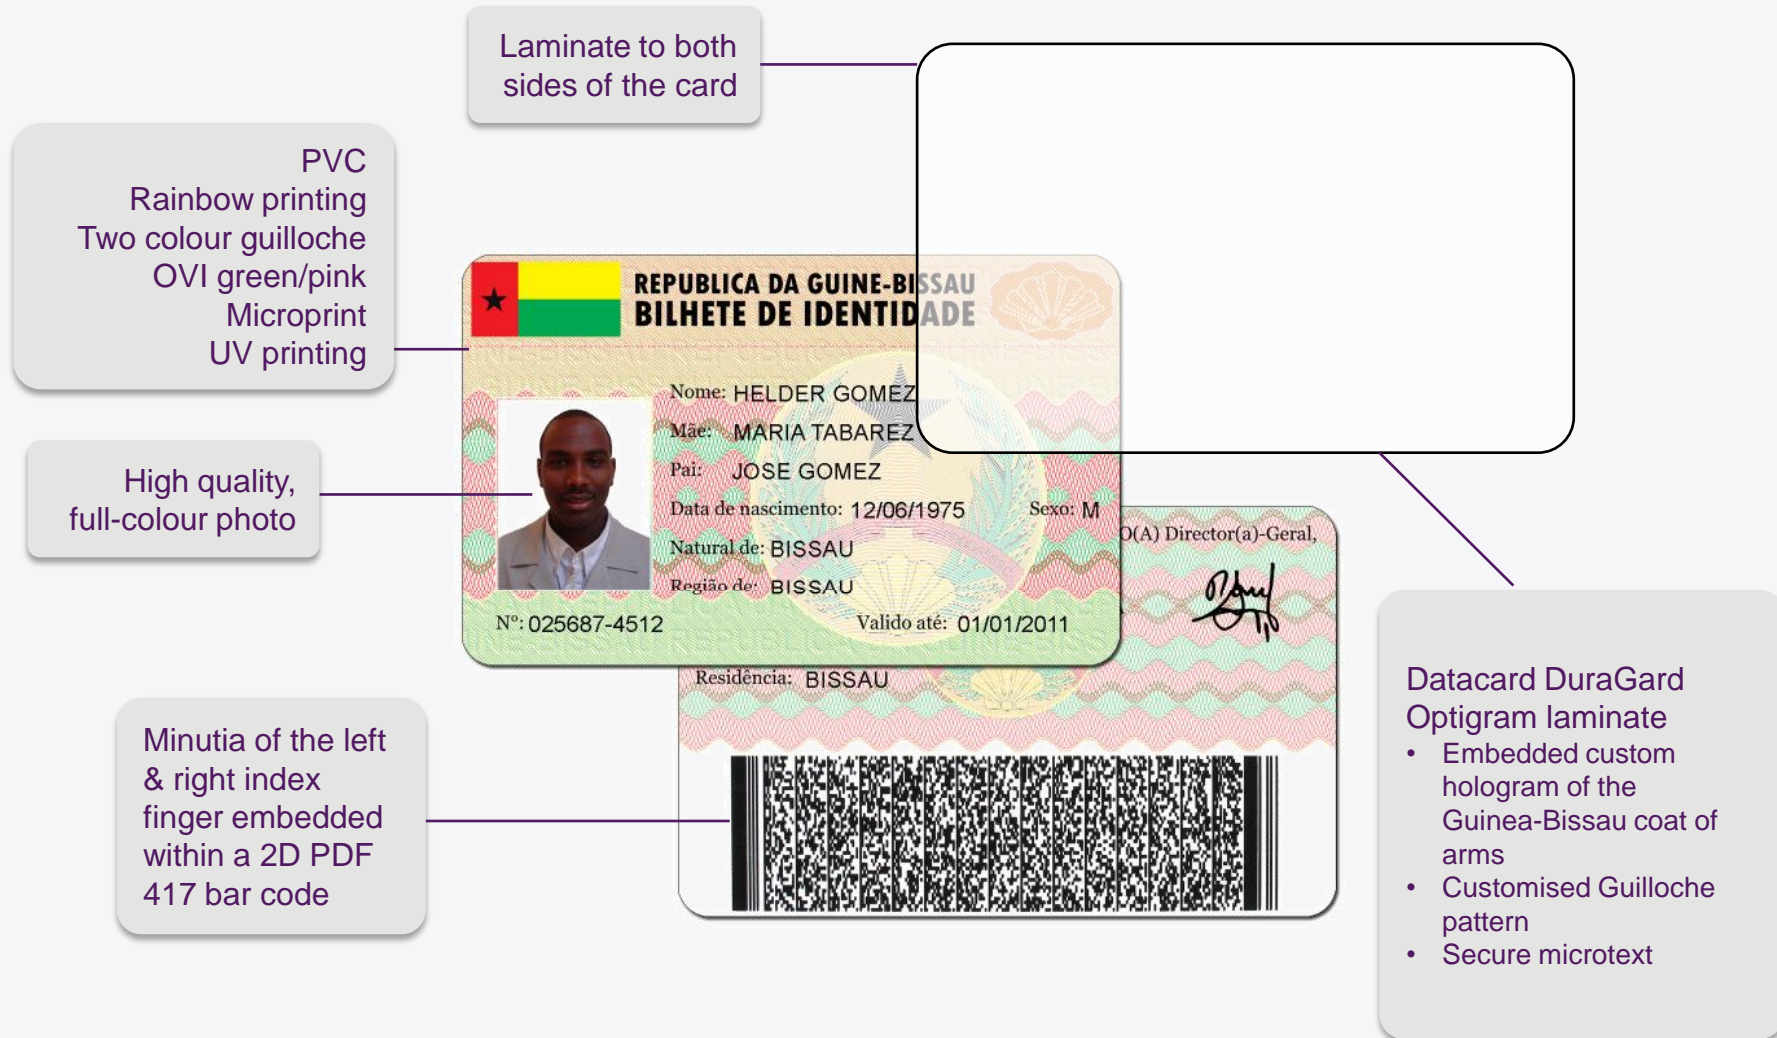 Laminate to both
sides of the card
PVC
Rainbow printing
Two colour guilloche
OVI green/pink
Microprint
UV printing
High quality,
full-colour photo
Minutia of the left
& right index
finger embedded
within a 2D PDF
417 bar code
REPUBLICA DA GUINE-BISSAU
BILHETE DE IDENTIDADE
Nome: HELDER GOMEZ
Mãe: MARIA TABAREZ
Pai: JOSE GOMEZ
Data de nascimento: 12/06/1975 Sexo: M
Natural de: BISSAU
Região de: BISSAU
Nº: 025687-4512 Valido até: 01/01/2011
O(A) Director(a)-Geral,
Residência: BISSAU
Datacard DuraGard
Optigram laminate
• Embedded custom
hologram of the
Guinea-Bissau coat of
arms
• Customised Guilloche
pattern
• Secure microtext